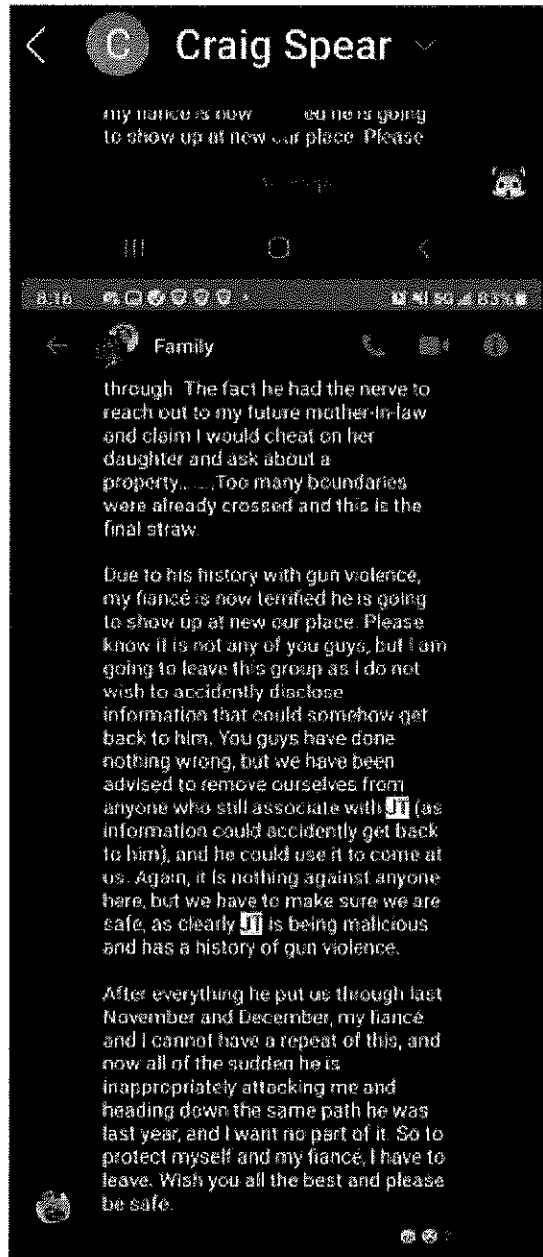 C Craig Spear
my fiancé is now ed he is going
to show up at new our place. Please
8:16 5G 83%
Family
through. The fact he had the nerve to
reach out to my future mother-in-law
and claim I would cheat on her
daughter and ask about a
property......Too many boundaries
were already crossed and this is the
final straw.
Due to his history with gun violence,
my fiancé is now terrified he is going
to show up at new our place. Please
know it is not any of you guys, but I am
going to leave this group as I do not
wish to accidently disclose
information that could somehow get
back to him. You guys have done
nothing wrong, but we have been
advised to remove ourselves from
anyone who still associate with JT (as
information could accidently get back
to him), and he could use it to come at
us. Again, it is nothing against anyone
here, but we have to make sure we are
safe, as clearly JT is being malicious
and has a history of gun violence.
After everything he put us through last
November and December, my fiancé
and I cannot have a repeat of this, and
now all of the sudden he is
inappropriately attacking me and
heading down the same path he was
last year, and I want no part of it. So to
protect myself and my fiancé, I have to
leave. Wish you all the best and please
be safe.